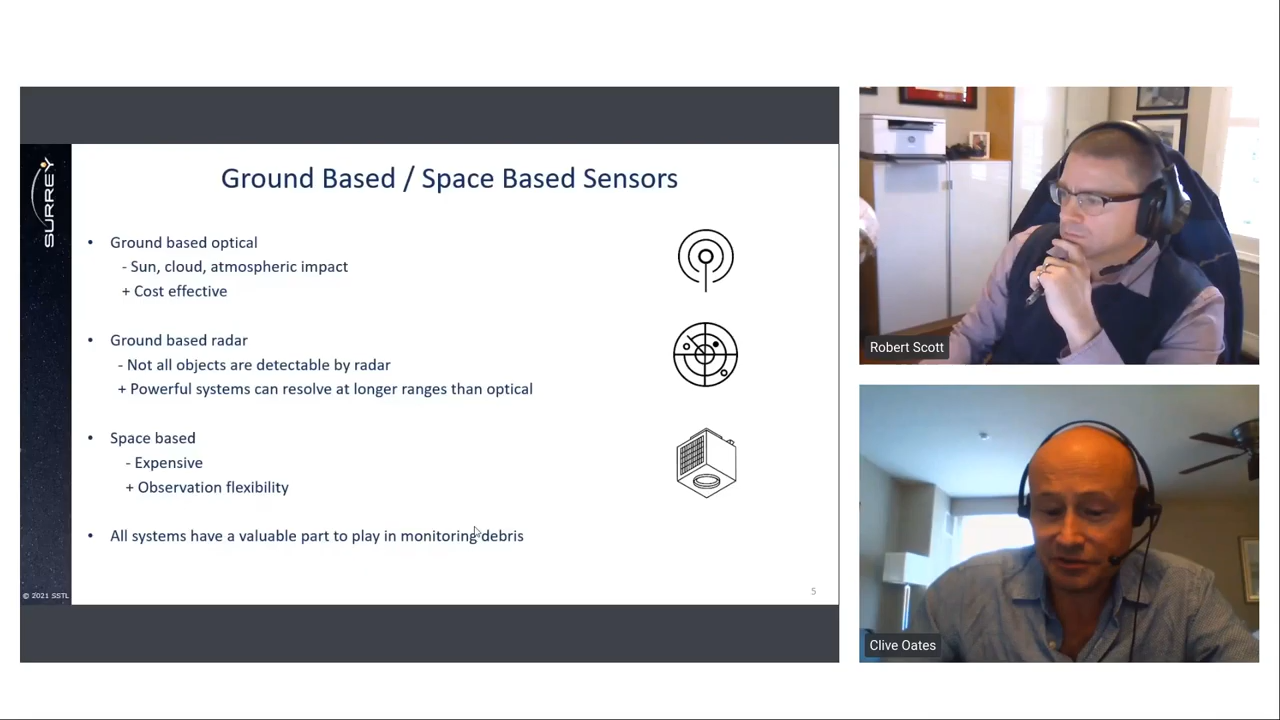 SURREY
Ground Based / Space Based Sensors
• Ground based optical
- Sun, cloud, atmospheric impact
+ Cost effective
• Ground based radar
- Not all objects are detectable by radar
+ Powerful systems can resolve at longer ranges than optical
• Space based
- Expensive
+ Observation flexibility
• All systems have a valuable part to play in monitoring debris
© 2021 SSTL
5
Robert Scott
Clive Oates